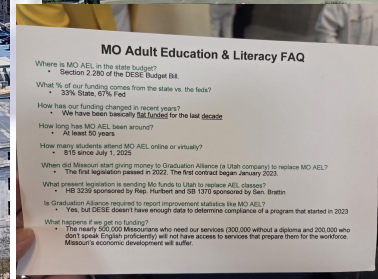 MO Adult Education & Literacy FAQ
Where is MO AEL in the state budget?
• Section 2.280 of the DESE Budget Bill.
What % of our funding comes from the state vs. the feds?
• 33% State, 67% Fed
How has our funding changed in recent years?
• We have been basically flat funded for the last decade
How long has MO AEL been around?
• At least 50 years
How many students attend MO AEL online or virtually?
• 815 since July 1, 2025
When did Missouri start giving money to Graduation Alliance (a Utah company) to replace MO AEL?
• The first legislation passed in 2022. The first contract began January 2023.
What present legislation is sending Mo funds to Utah to replace AEL classes?
• HB 3239 sponsored by Rep. Hurlbert and SB 1370 sponsored by Sen. Brattin
Is Graduation Alliance required to report improvement statistics like MO AEL?
• Yes, but DESE doesn't have enough data to determine compliance of a program that started in 2023
What happens if we get no funding?
• The nearly 500,000 Missourians who need our services (300,000 without a diploma and 200,000 who
don't speak English proficiently) will not have access to services that prepare them for the workforce.
Missouri's economic development will suffer.